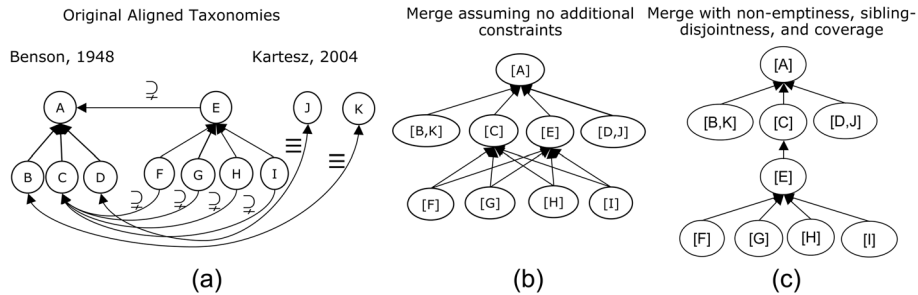 Original Aligned Taxonomies
Benson, 1948
Kartesz, 2004
⊋
A
E
J
K
≡
≡
B
C
D
F
G
H
I
⊋
⊋
⊋
⊋
(a)
Merge assuming no additional
constraints
[A]
[B,K]
[C]
[E]
[D,J]
[F]
[G]
[H]
[I]
(b)
Merge with non-emptiness, sibling-
disjointness, and coverage
[A]
[B,K]
[C]
[D,J]
[E]
[F]
[G]
[H]
[I]
(c)